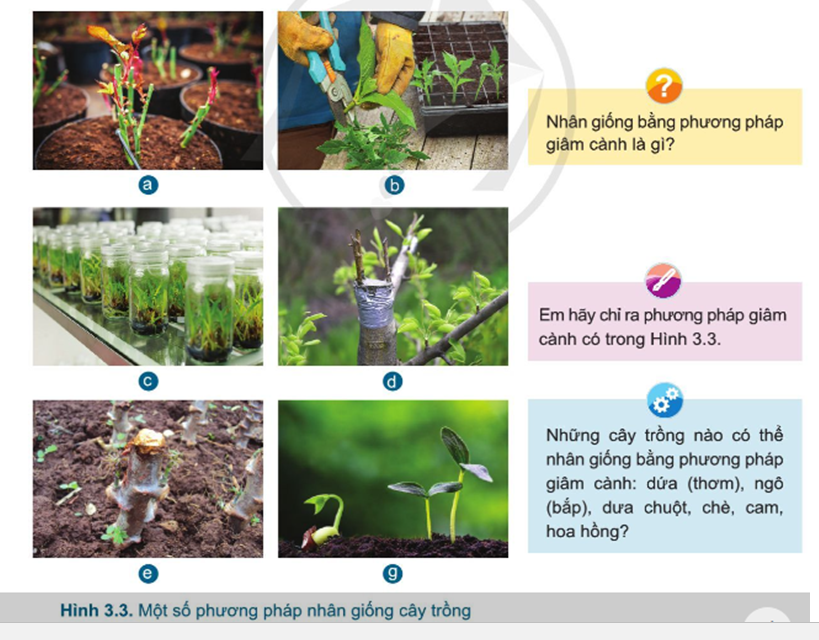 a
b
?
Nhân giống bằng phương pháp
giâm cành là gì?
c
d
Em hãy chỉ ra phương pháp giâm
cành có trong Hình 3.3.
e
g
Những cây trồng nào có thể
nhân giống bằng phương pháp
giâm cành: dứa (thơm), ngô
(bắp), dưa chuột, chè, cam,
hoa hồng?
Hình 3.3. Một số phương pháp nhân giống cây trồng